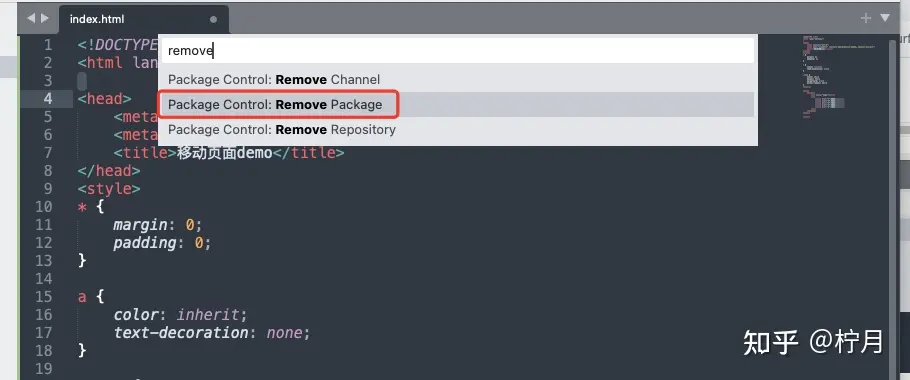 index.html
remove
Package Control: Remove Channel
Package Control: Remove Package
Package Control: Remove Repository
1 <!DOCTYPE
2 <html lan
3
4 <head>
5 <meta
6 <meta
7 <title>移动页面demo</title>
8 </head>
9 <style>
10 * {
11 margin: 0;
12 padding: 0;
13 }
14
15 a {
16 color: inherit;
17 text-decoration: none;
18 }
19
知乎 @柠月